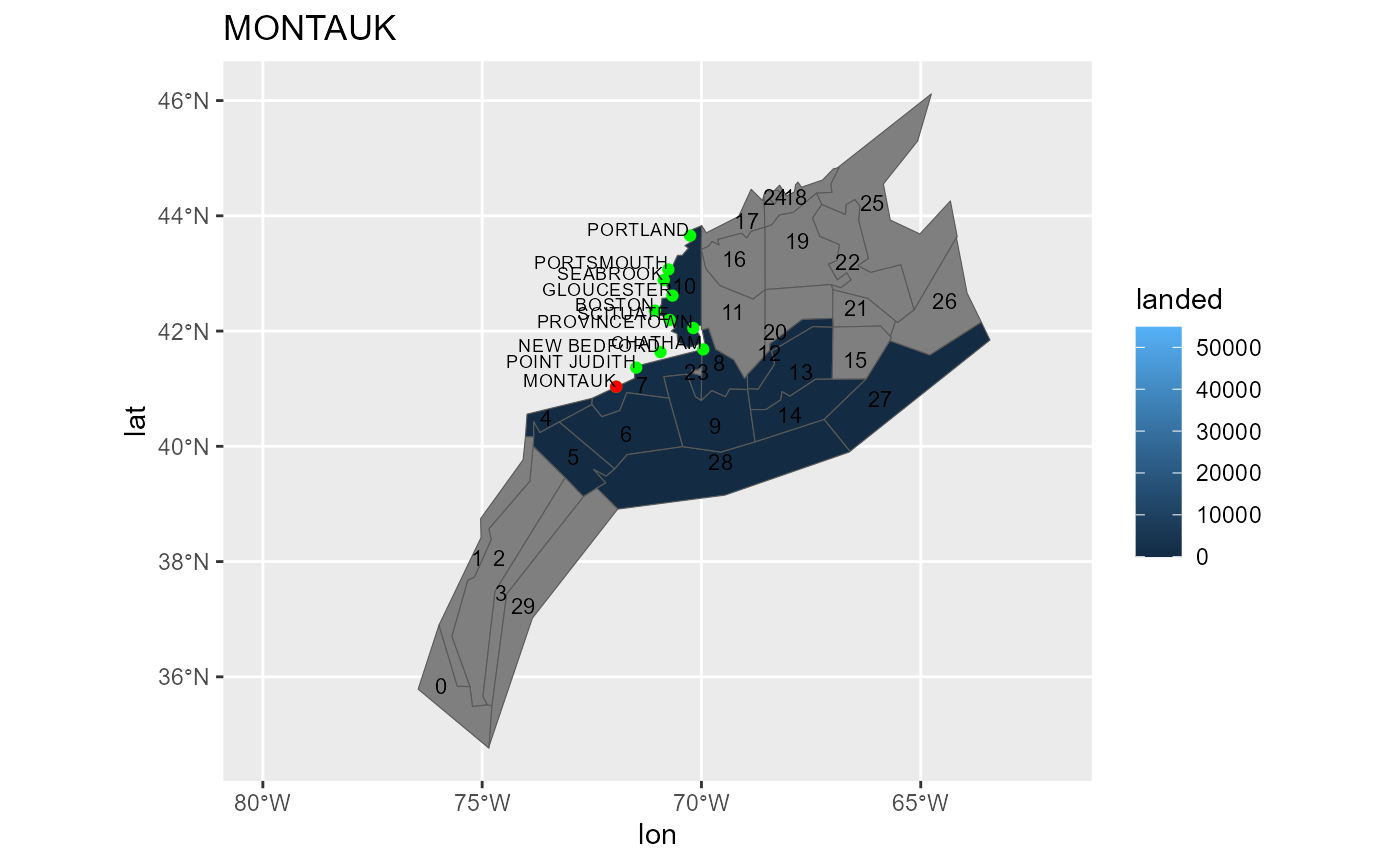 MONTAUK
46°N
44°N
42°N
40°N
38°N
36°N
lat
PORTLAND
PORTSMOUTH
SEABROOK
GLOUCESTER
BOSTON
SCITUATE
PROVINCETOWN
CHATHAM
NEW BEDFORD
POINT JUDITH
MONTAUK
24
18
17
25
19
16
22
10
26
11
21
20
12
15
8
23
13
7
27
4
14
6
9
5
28
1
2
3
29
0
80°W
75°W
70°W
65°W
lon
landed
50000
40000
30000
20000
10000
0